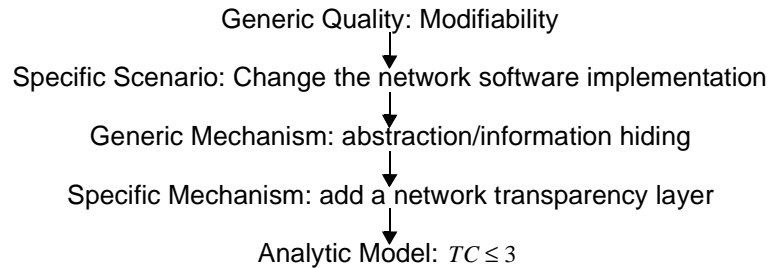 Generic Quality: Modifiability
Specific Scenario: Change the network software implementation
Generic Mechanism: abstraction/information hiding
Specific Mechanism: add a network transparency layer
Analytic Model: TC ≤ 3